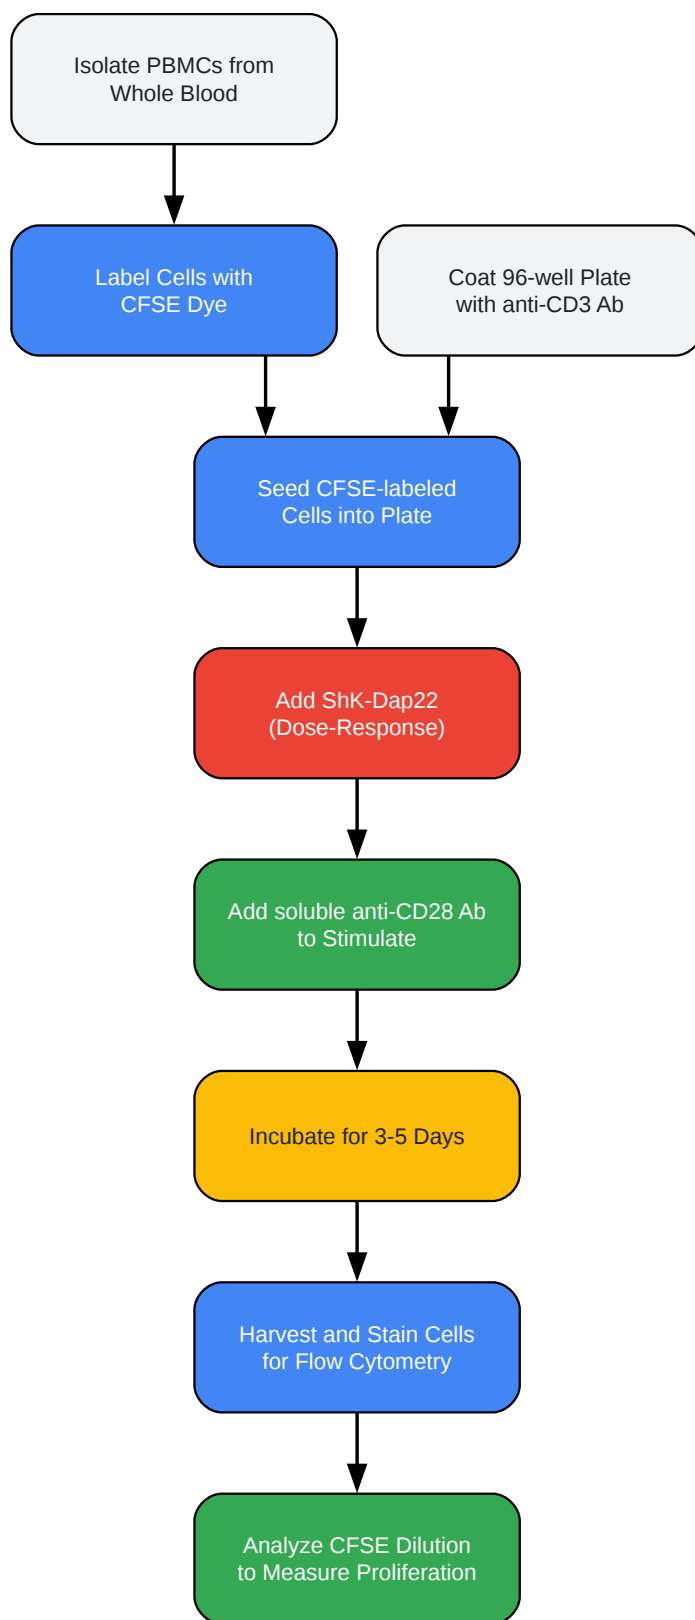 Isolate PBMCs from
Whole Blood
Label Cells with
CFSE Dye
Coat 96-well Plate
with anti-CD3 Ab
Seed CFSE-labeled
Cells into Plate
Add ShK-Dap22
(Dose-Response)
Add soluble anti-CD28 Ab
to Stimulate
Incubate for 3-5 Days
Harvest and Stain Cells
for Flow Cytometry
Analyze CFSE Dilution
to Measure Proliferation